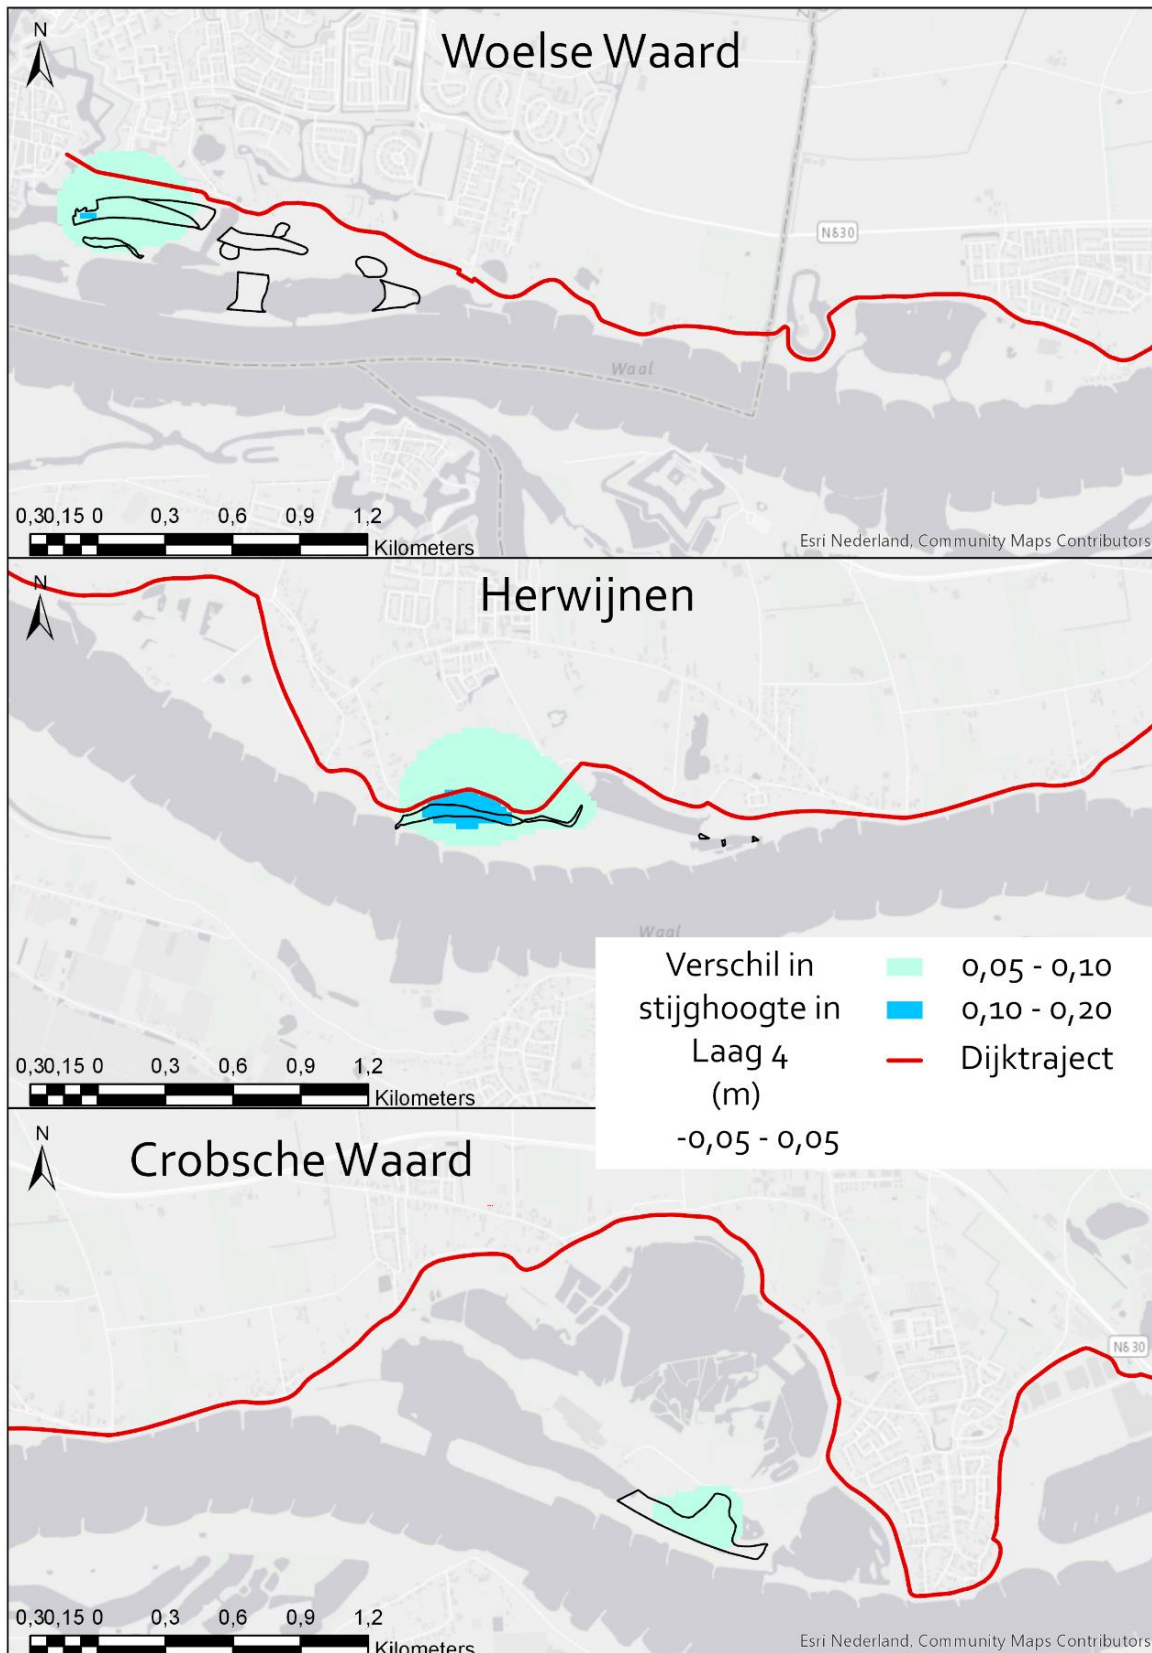 Woelse Waard
N
N830
Waal
0,30,15 0 0,3 0,6 0,9 1,2
Kilometers
Esri Nederland, Community Maps Contributors
Herwijnen
N
Waal
0,30,15 0 0,3 0,6 0,9 1,2
Kilometers
Verschil in
stijghoogte in
Laag 4
(m)
-0,05 - 0,05
0,05 - 0,10
0,10 - 0,20
Dijktraject
Crobsche Waard
N
N830
0,30,15 0 0,3 0,6 0,9 1,2
Kilometers
Esri Nederland, Community Maps Contributors